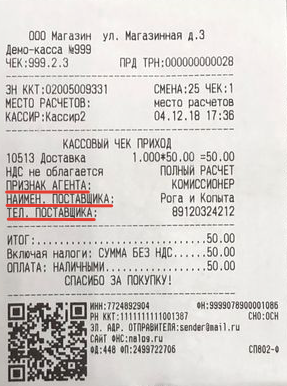 ООО Магазин ул. Магазинная д.3
Демо-касса №999
ЧЕК:999.2.3 ПРД ТРН:000000000028
ЗН ККТ:02005009331 СМЕНА:25 ЧЕК:1
МЕСТО РАСЧЕТОВ: место расчетов
КАССИР:Кассир2 04.12.18 17:36
КАССОВЫЙ ЧЕК ПРИХОД
10513 Доставка 1.000*50.00 =50.00
НДС не облагается ПОЛНЫЙ РАСЧЕТ
ПРИЗНАК АГЕНТА: КОМИССИОНЕР
НАИМЕН. ПОСТАВЩИКА: Рога и Копыта
ТЕЛ. ПОСТАВЩИКА: 89120324212
ИТОГ:..........................50.00
Включая налоги: СУММА БЕЗ НДС.....50.00
ОПЛАТА: НАЛИЧНЫМИ.................50.00
СПАСИБО ЗА ПОКУПКУ!
ИНН:7724892904 ФН:9999078900001086
РН ККТ:1111111111001387 СНО:ОСН
ЭЛ. АДР. ОТПРАВИТЕЛЯ:sender@mail.ru
САЙТ ФНС:nalog.ru
ФД:448 ФП:2499722706 СП802-Ф